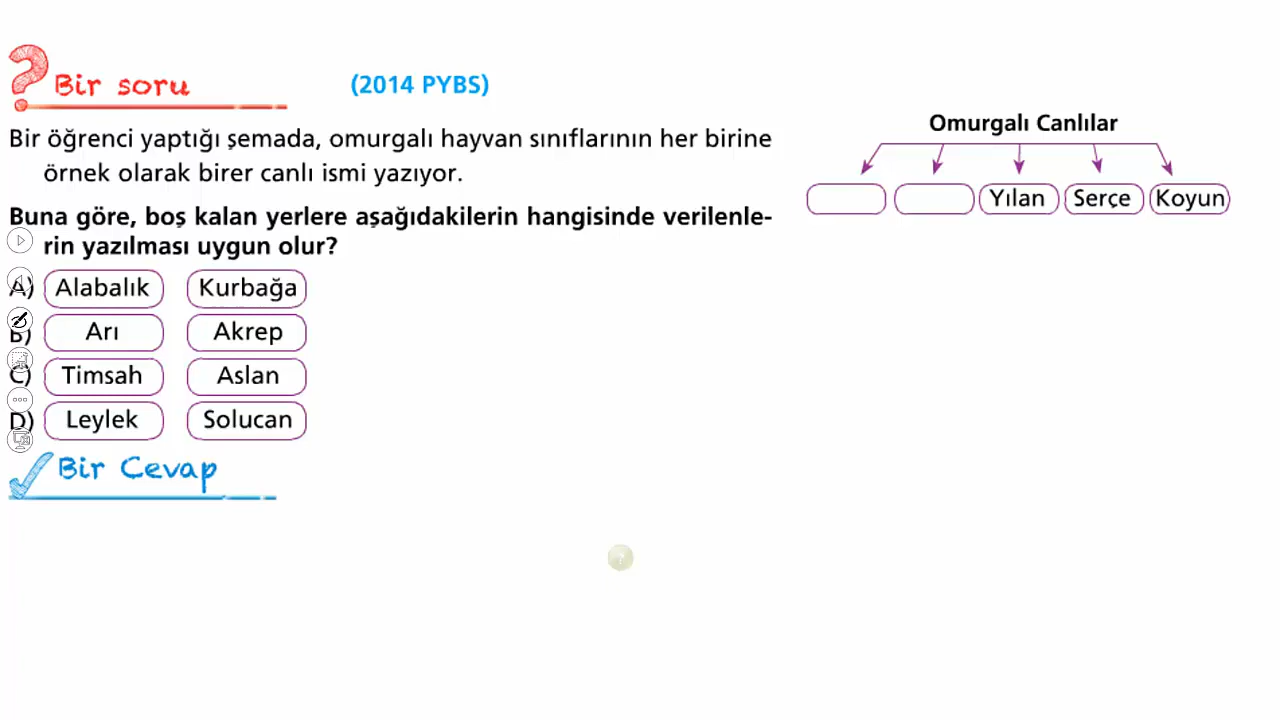 Bir soru
(2014 PYBS)
Bir öğrenci yaptığı şemada, omurgalı hayvan sınıflarının her birine
örnek olarak birer canlı ismi yazıyor.
Buna göre, boş kalan yerlere aşağıdakilerin hangisinde verilenle-
rin yazılması uygun olur?
Omurgalı Canlılar
Yılan Serçe Koyun
A) Alabalık Kurbağa
B) Arı Akrep
C) Timsah Aslan
D) Leylek Solucan
Bir Cevap